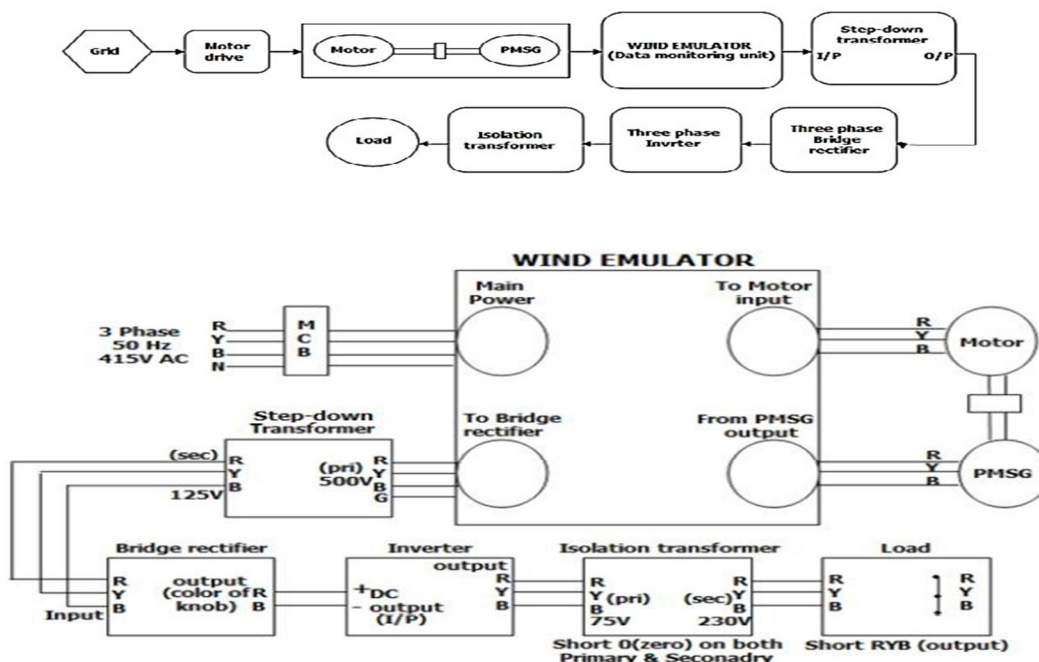 Grid
Motor
drive
Motor
PMSG
WIND EMULATOR
(Data monitoring unit)
Step-down
transformer
I/P O/P
Load
Isolation
transformer
Three phase
Invrter
Three phase
Bridge
rectifier
WIND EMULATOR
3 Phase
50 Hz
415V AC
R
Y
B
N
M
C
B
Main
Power
To Motor
input
R
Y
B
Motor
Step-down
Transformer
(sec)
R
Y
B
125V
(pri)
500V
R
Y
B
G
To Bridge
rectifier
From PMSG
output
R
Y
B
PMSG
Bridge rectifier
Input
R
Y
B
output
(color of
knob)
R
B
Inverter
output
+DC
- output
(I/P)
R
Y
B
Isolation transformer
R
Y
B
(pri)
75V
(sec)
230V
R
Y
B
Short 0(zero) on both
Primary & Seconadry
Load
R
Y
B
R
Y
B
Short RYB (output)